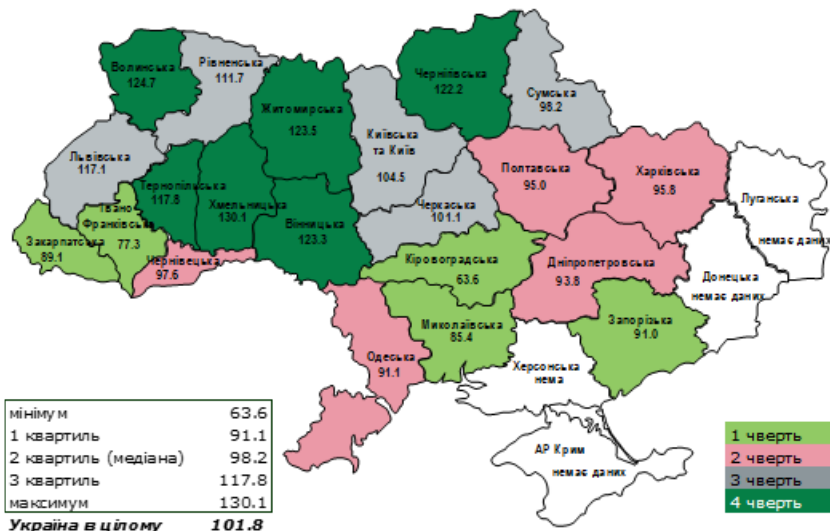 Волинська
124.7
Рівненська
111.7
Житомирська
123.5
Київська
та Київ
104.5
Чернігівська
122.2
Сумська
98.2
Львівська
117.1
Тернопільська
117.8
Хмельницька
130.1
Вінницька
123.3
Черкаська
101.1
Полтавська
95.0
Харківська
95.8
Луганська
немає даних
Івано
Франківська
77.3
Закарпатська
89.1
Чернівецька
97.6
Кіровоградська
63.6
Дніпропетровська
93.8
Донецька
немає даних
Миколаївська
85.4
Запорізька
91.0
Одеська
91.1
Херсонська
нема
АР Крим
немає даних
мінімум 63.6
1 квартиль 91.1
2 квартиль (медіана) 98.2
3 квартиль 117.8
максимум 130.1
Україна в цілому 101.8
1 чверть
2 чверть
3 чверть
4 чверть